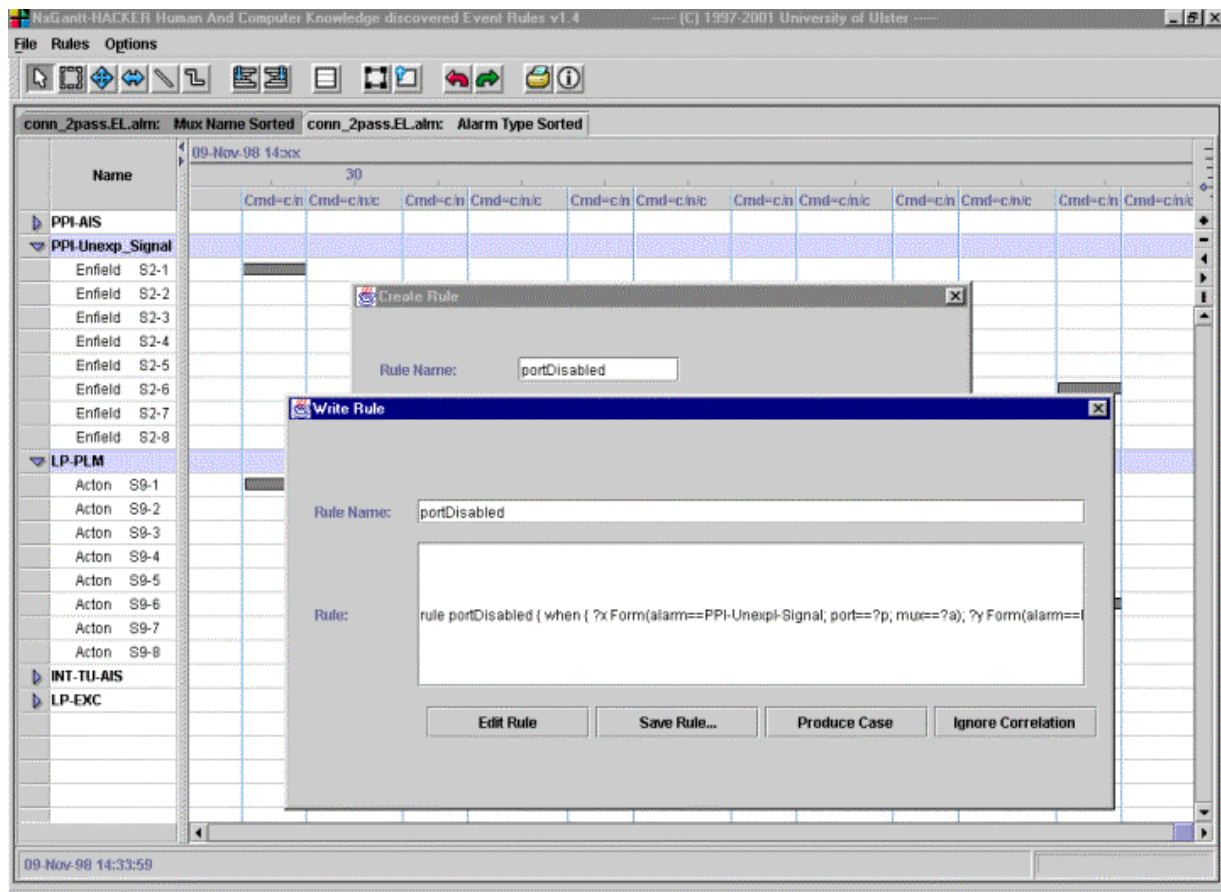 NxGantt-HACKER Human And Computer Knowledge discovered Event Rules v1.4 ----- (C) 1997-2001 University of Ulster -----
File Rules Options
conn_2pass.EL.alm: Mux Name Sorted conn_2pass.EL.alm: Alarm Type Sorted
09-Nov-98 14:xx
Name
30
Cmd=c/n Cmd=c/n/c Cmd=c/n Cmd=c/n/c Cmd=c/n Cmd=c/n/c Cmd=c/n Cmd=c/n/c Cmd=c/n Cmd=c/n/c Cmd=c/n Cmd=c/n/c
PPI-AIS
PPI-Unexp_Signal
Enfield S2-1
Enfield S2-2
Enfield S2-3
Enfield S2-4
Enfield S2-5
Enfield S2-6
Enfield S2-7
Enfield S2-8
LP-PLM
Acton S9-1
Acton S9-2
Acton S9-3
Acton S9-4
Acton S9-5
Acton S9-6
Acton S9-7
Acton S9-8
INT-TU-AIS
LP-EXC
Create Rule
Rule Name: portDisabled
Write Rule
Rule Name: portDisabled
Rule: rule portDisabled { when { ?x Form(alarm==PPI-Unexpl-Signal; port==?p; mux==?a); ?y Form(alarm==
Edit Rule Save Rule... Produce Case Ignore Correlation
09-Nov-98 14:33:59